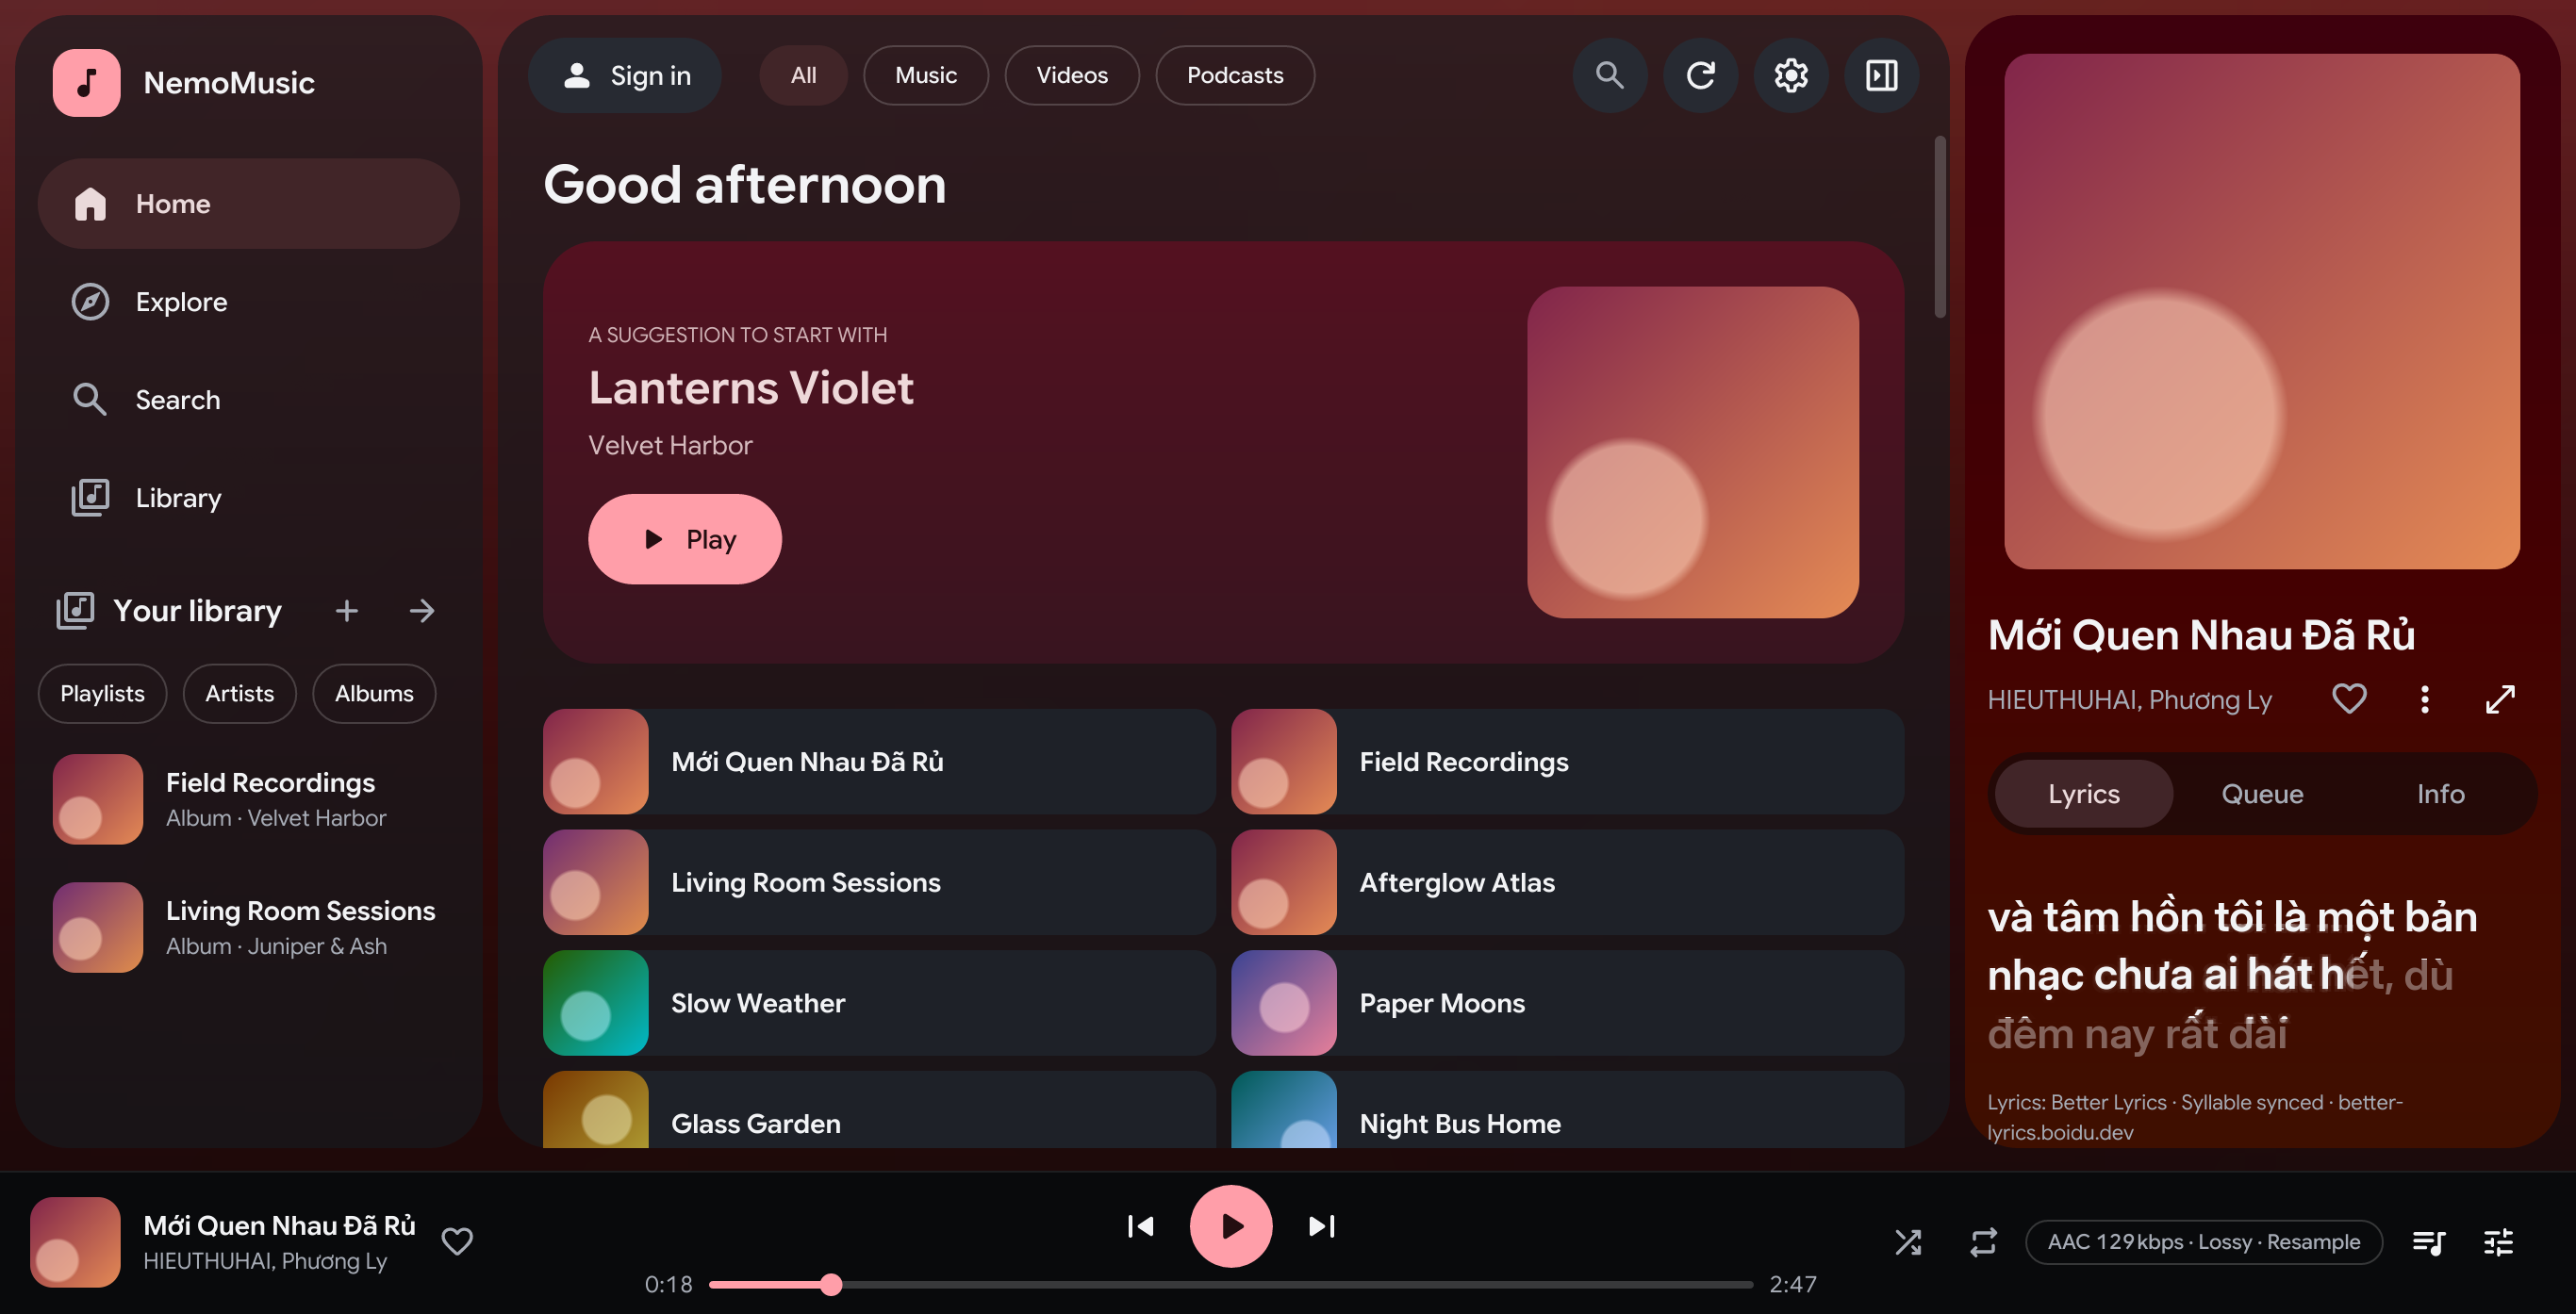 NemoMusic
Home
Explore
Search
Library
Your library
Playlists
Artists
Albums
Field Recordings
Album · Velvet Harbor
Living Room Sessions
Album · Juniper & Ash
Sign in
All
Music
Videos
Podcasts
Good afternoon
A SUGGESTION TO START WITH
Lanterns Violet
Velvet Harbor
Play
Mới Quen Nhau Đã Rủ
Field Recordings
Living Room Sessions
Afterglow Atlas
Slow Weather
Paper Moons
Glass Garden
Night Bus Home
Mới Quen Nhau Đã Rủ
HIEUTHUHAI, Phương Ly
Lyrics
Queue
Info
và tâm hồn tôi là một bản
nhạc chưa ai hát hết, dù
đêm nay rất dài
Lyrics: Better Lyrics · Syllable synced · better-
lyrics.boidu.dev
Mới Quen Nhau Đã Rủ
HIEUTHUHAI, Phương Ly
0:18
2:47
AAC 129kbps · Lossy · Resample